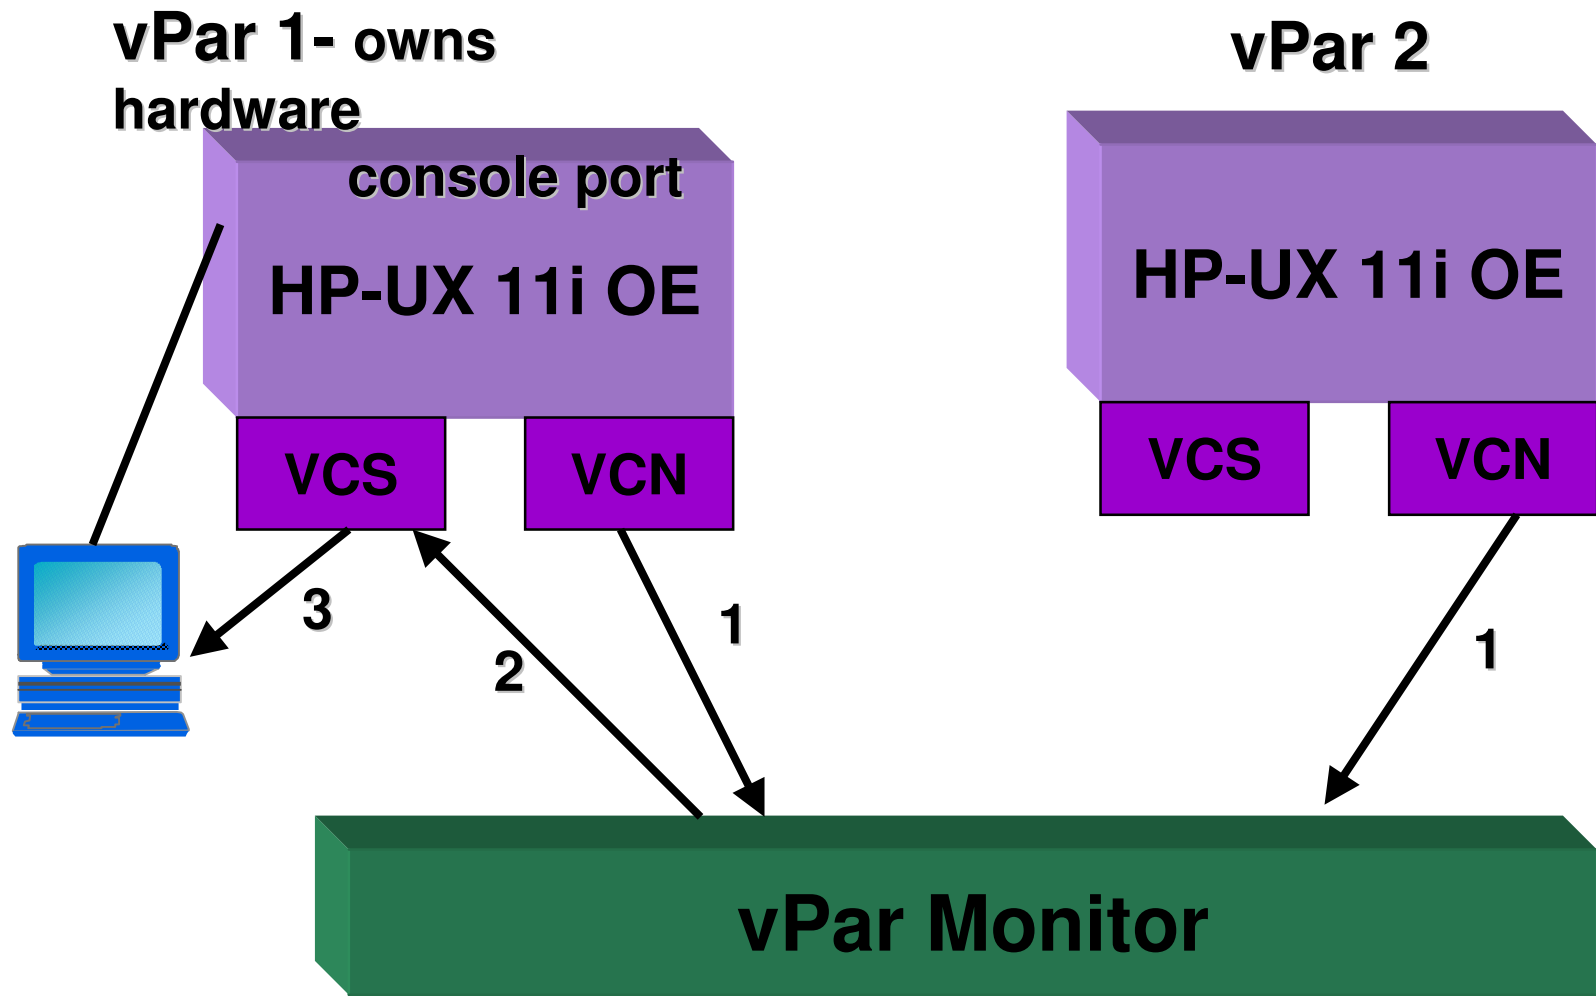 vPar 1- owns
hardware
console port
HP-UX 11i OE
VCS
VCN
vPar 2
HP-UX 11i OE
VCS
VCN
3
2
1
1
vPar Monitor